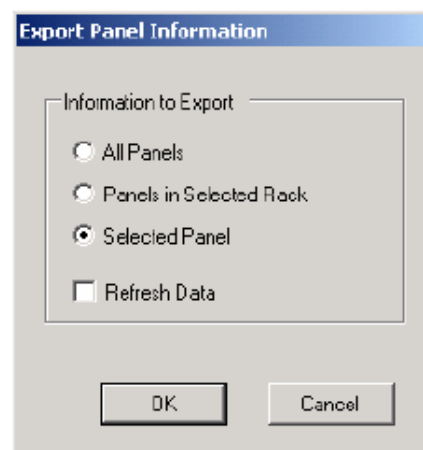 Export Panel Information
Information to Export
All Panels
Panels in Selected Rack
Selected Panel
Refresh Data
OK
Cancel